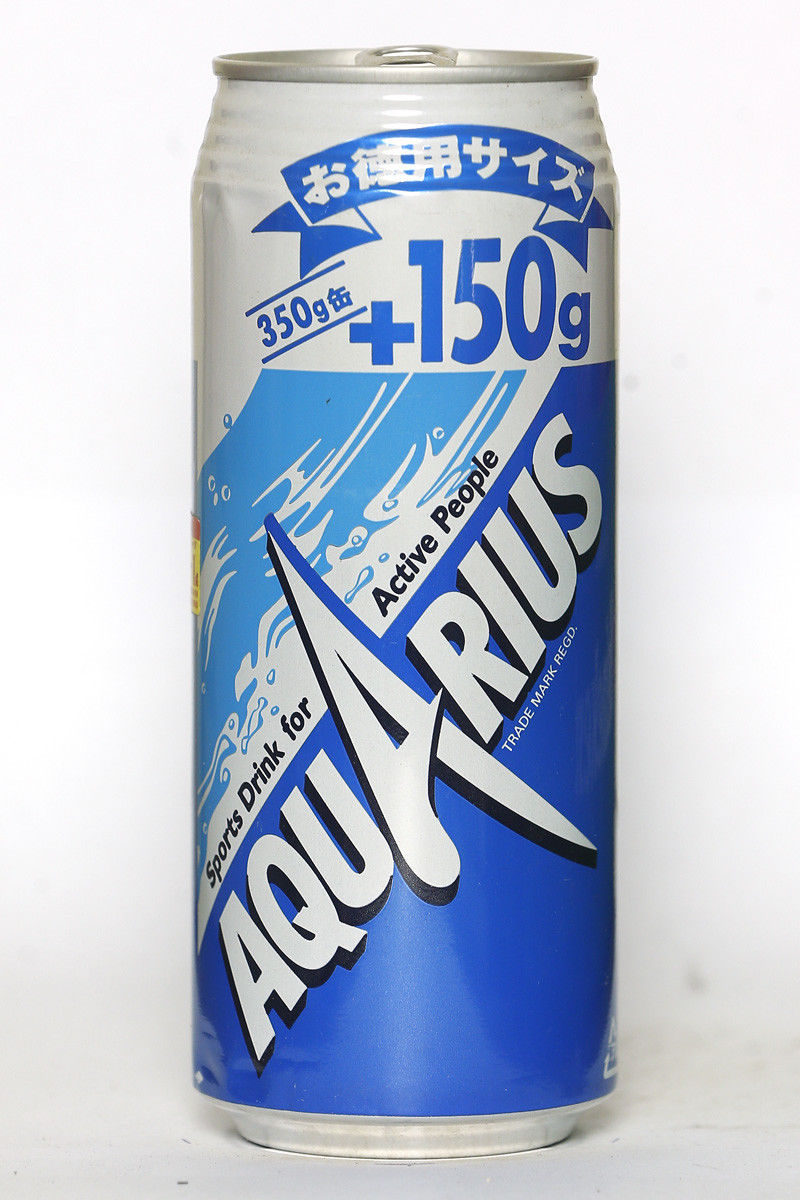 お徳用サイズ
350g缶
+150g
Sports Drink for Active People
AQUARIUS
TRADE MARK REGD.